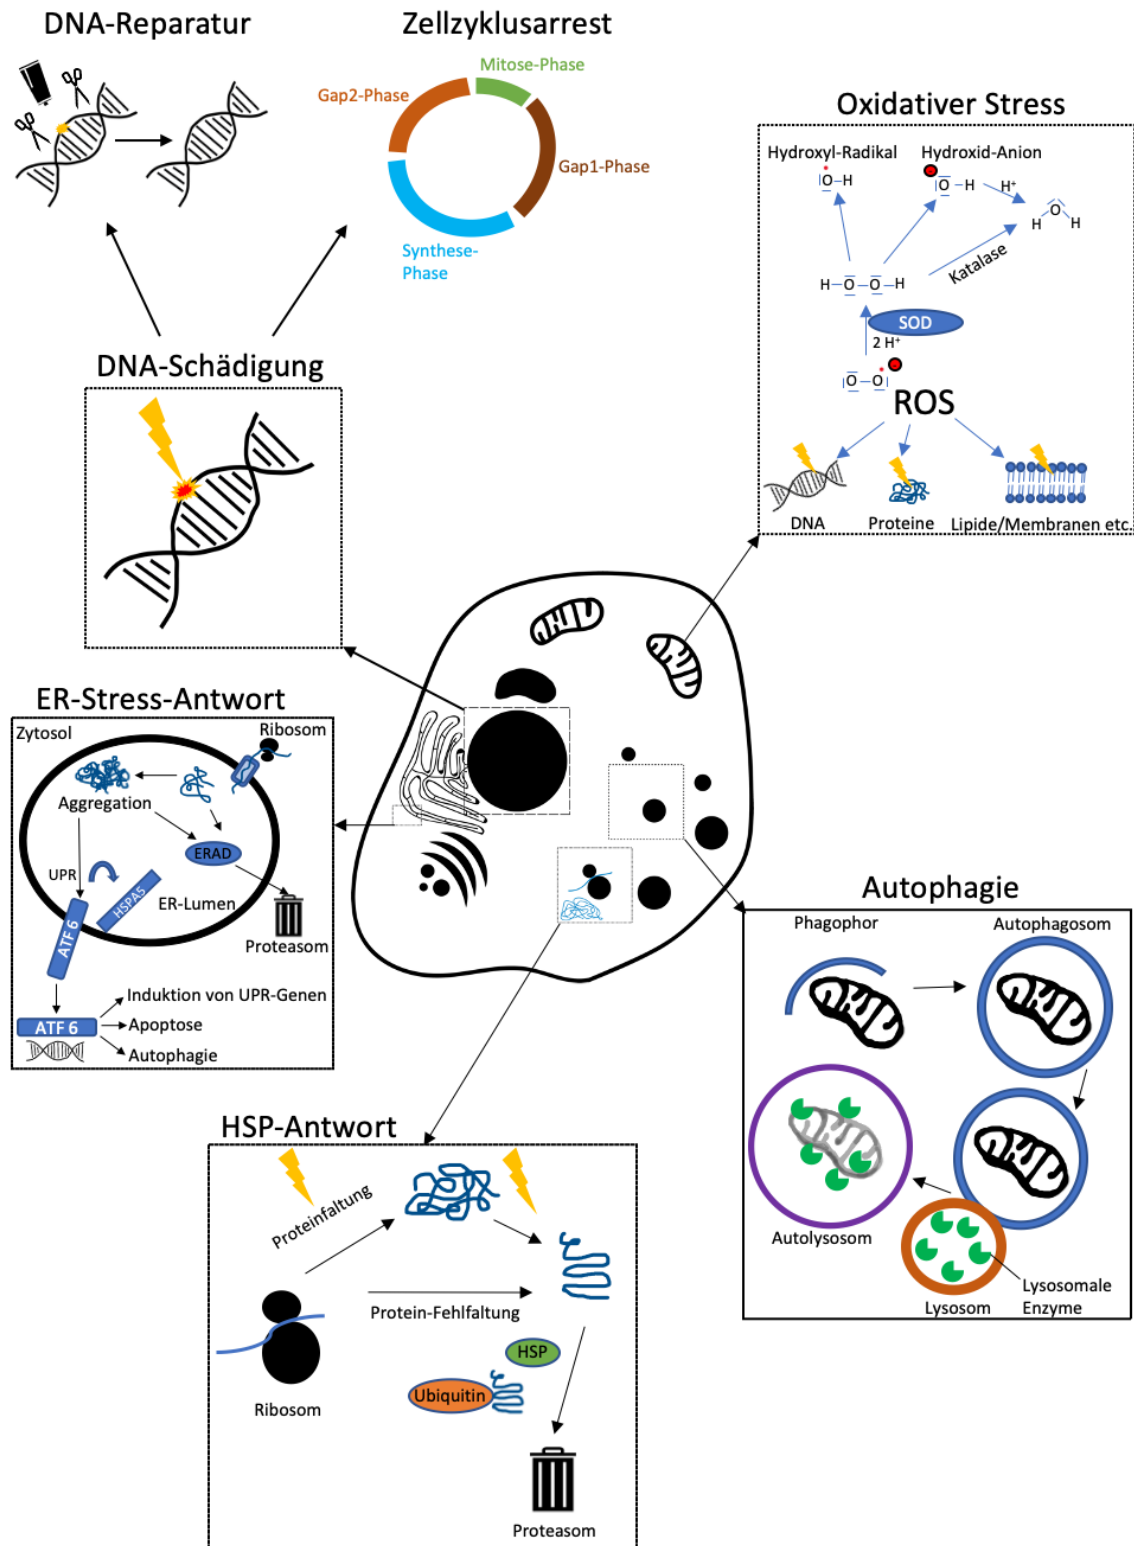 DNA-Reparatur
Zellzyklusarrest
Mitose-Phase
Gap2-Phase
Gap1-Phase
Synthese-
Phase
Oxidativer Stress
Hydroxyl-Radikal
Hydroxid-Anion
O
H
O
H
H⁺
O
H
H
Katalase
H
O
O
H
SOD
2 H⁺
O
O
ROS
DNA
Proteine
Lipide/Membranen etc.
DNA-Schädigung
ER-Stress-Antwort
Zytosol
Ribosom
Aggregation
ERAD
UPR
HSPA5
ER-Lumen
ATF 6
Proteasom
Induktion von UPR-Genen
ATF 6
Apoptose
Autophagie
Autophagie
Phagophor
Autophagosom
Autolysosom
Lysosom
Lysosomale
Enzyme
HSP-Antwort
Proteinfaltung
Protein-Fehlfaltung
HSP
Ubiquitin
Ribosom
Proteasom